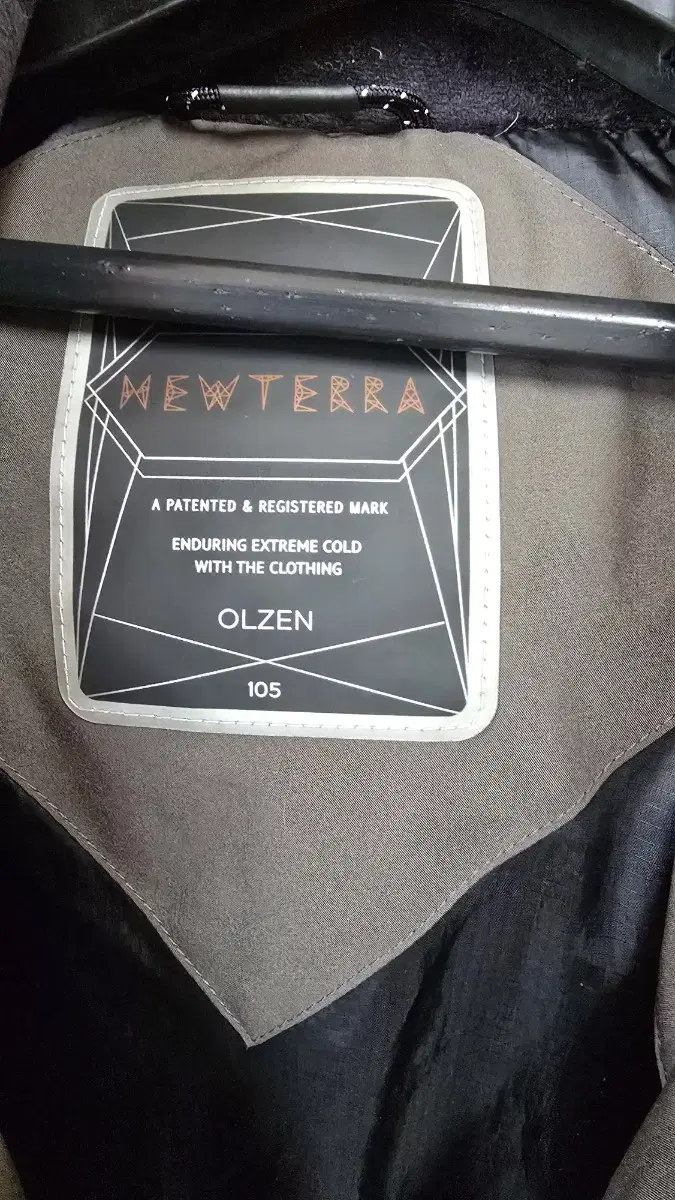 NEWTERRA
A PATENTED & REGISTERED MARK
ENDURING EXTREME COLD
WITH THE CLOTHING
OLZEN
105